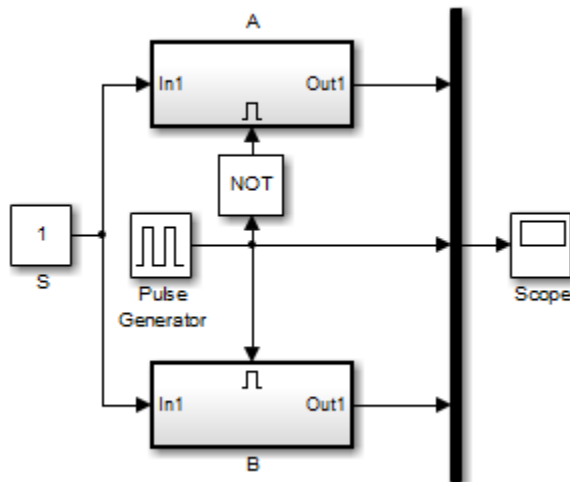 A
In1
Out1
NOT
1
S
Pulse
Generator
Scope
In1
Out1
B